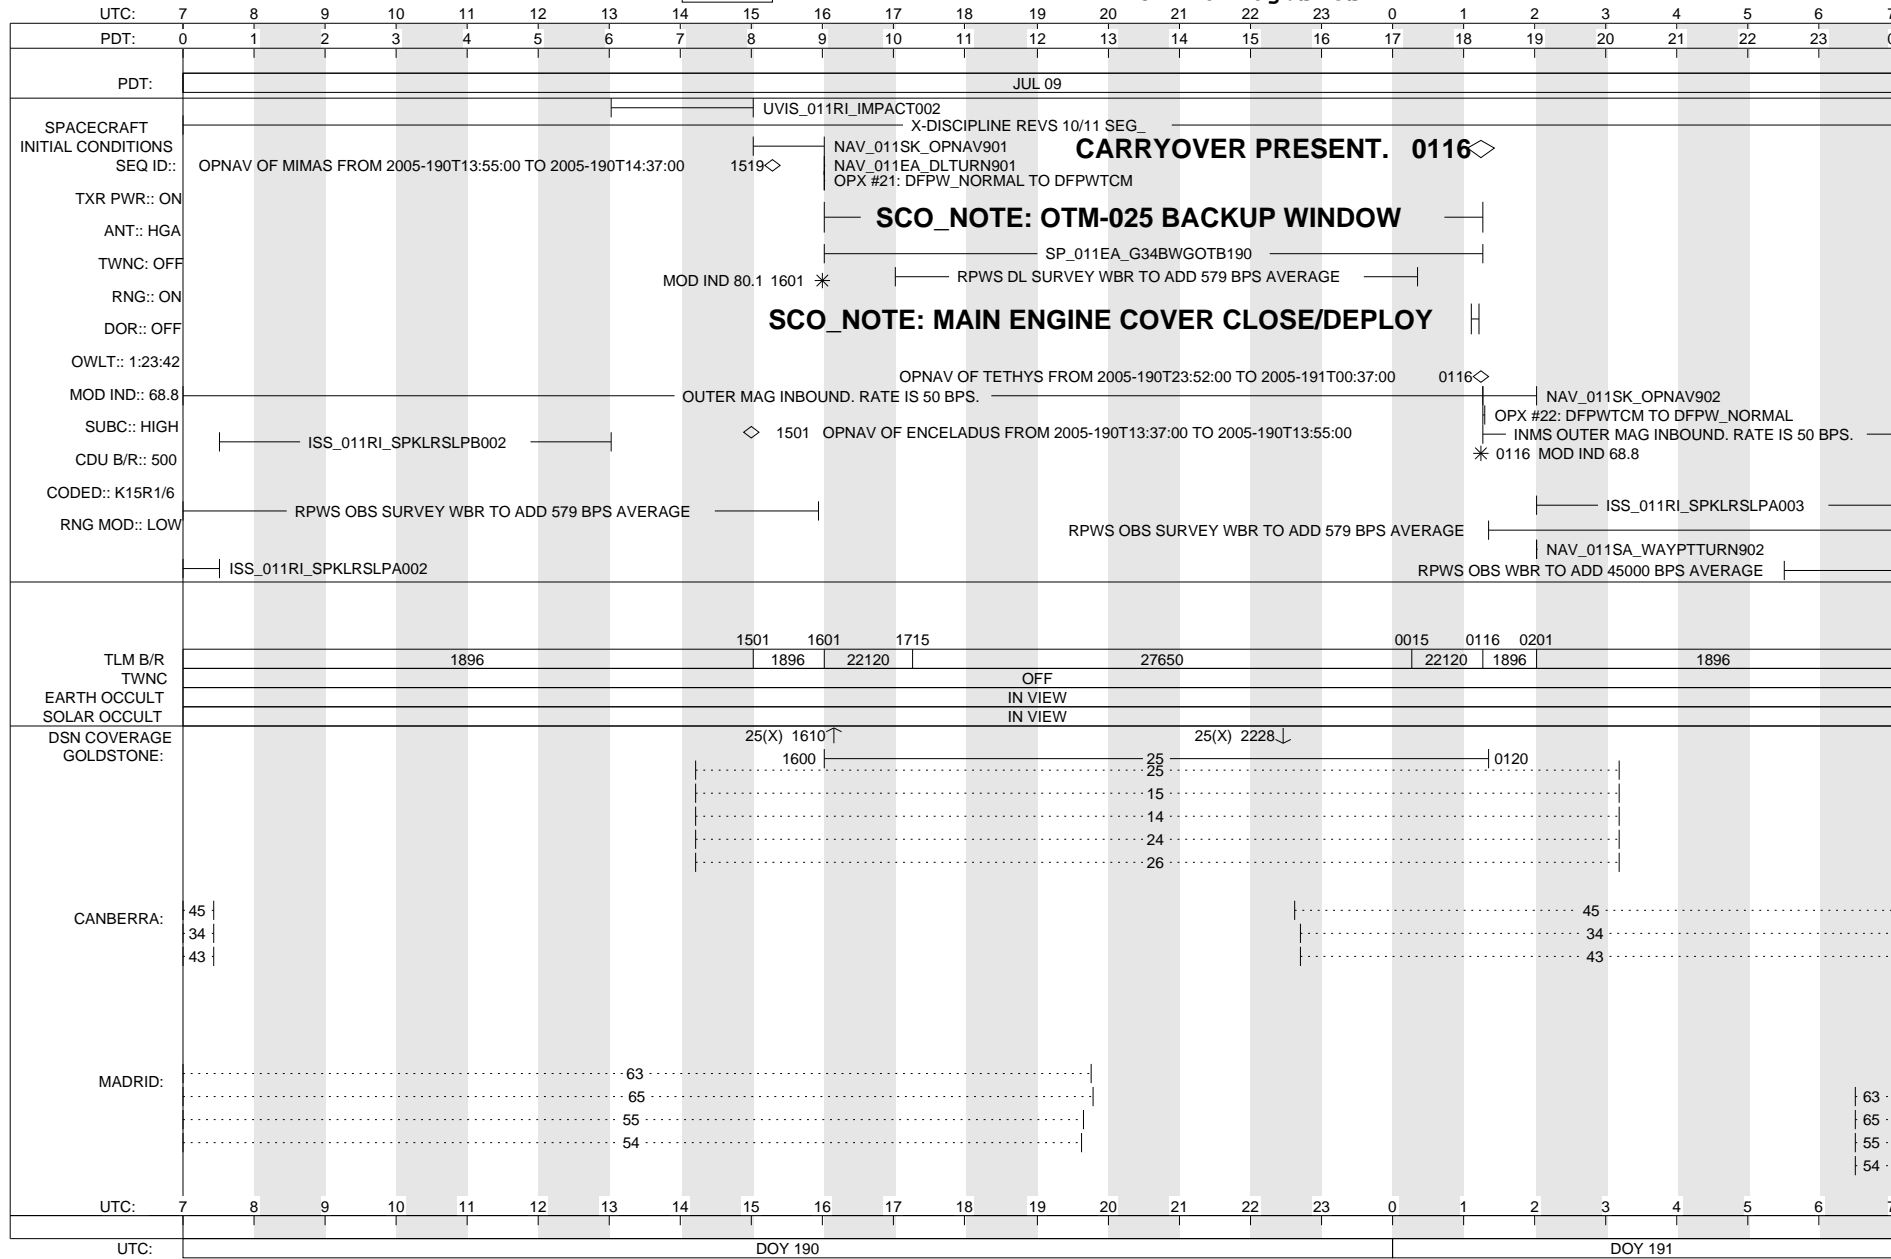 UTC: 7 8 9 10 11 12 13 14 15 16 17 18 19 20 21 22 23 0 1 2 3 4 5 6 7
PDT: 0 1 2 3 4 5 6 7 8 9 10 11 12 13 14 15 16 17 18 19 20 21 22 23 0
PDT: JUL 09
UVIS_011RI_IMPACT002
SPACECRAFT X-DISCIPLINE REVS 10/11 SEG_
INITIAL CONDITIONS NAV_011SK_OPNAV901 CARRYOVER PRESENT. 0116
SEQ ID:: OPNAV OF MIMAS FROM 2005-190T13:55:00 TO 2005-190T14:37:00 1519 NAV_011EA_DLTURN901
OPX #21: DFPW_NORMAL TO DFPWTCM
TXR PWR:: ON
SCO_NOTE: OTM-025 BACKUP WINDOW
ANT:: HGA
SP_011EA_G34BWGOTB190
TWNC: OFF
MOD IND 80.1 1601 RPWS DL SURVEY WBR TO ADD 579 BPS AVERAGE
RNG:: ON
SCO_NOTE: MAIN ENGINE COVER CLOSE/DEPLOY
DOR:: OFF
OWLT:: 1:23:42
OPNAV OF TETHYS FROM 2005-190T23:52:00 TO 2005-191T00:37:00 0116
MOD IND:: 68.8 OUTER MAG INBOUND. RATE IS 50 BPS. NAV_011SK_OPNAV902
OPX #22: DFPWTCM TO DFPW_NORMAL
SUBC:: HIGH 1501 OPNAV OF ENCELADUS FROM 2005-190T13:37:00 TO 2005-190T13:55:00 INMS OUTER MAG INBOUND. RATE IS 50 BPS.
ISS_011RI_SPKLRSLPB002
CDU B/R:: 500 0116 MOD IND 68.8
CODED:: K15R1/6
RPWS OBS SURVEY WBR TO ADD 579 BPS AVERAGE ISS_011RI_SPKLRSLPA003
RNG MOD:: LOW
RPWS OBS SURVEY WBR TO ADD 579 BPS AVERAGE
NAV_011SA_WAYPTTURN902
ISS_011RI_SPKLRSLPA002 RPWS OBS WBR TO ADD 45000 BPS AVERAGE
1501 1601 1715 0015 0116 0201
TLM B/R 1896 1896 22120 27650 22120 1896 1896
TWNC OFF
EARTH OCCULT IN VIEW
SOLAR OCCULT IN VIEW
DSN COVERAGE 25(X) 1610 25(X) 2228
GOLDSTONE: 1600 25 0120
25
15
14
24
26
CANBERRA: 45 45
34 34
43 43
MADRID: 63
65 63
55 65
54 55
54
UTC: 7 8 9 10 11 12 13 14 15 16 17 18 19 20 21 22 23 0 1 2 3 4 5 6 7
UTC: DOY 190 DOY 191